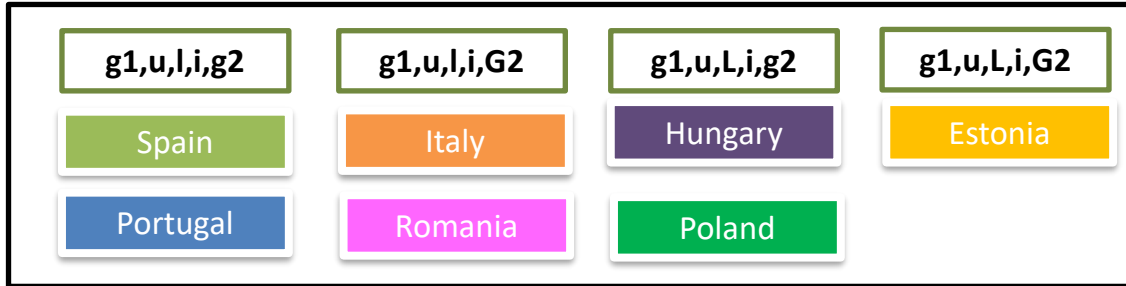 g1,u,l,i,g2
g1,u,l,i,G2
g1,u,L,i,g2
g1,u,L,i,G2
Spain
Italy
Hungary
Estonia
Portugal
Romania
Poland